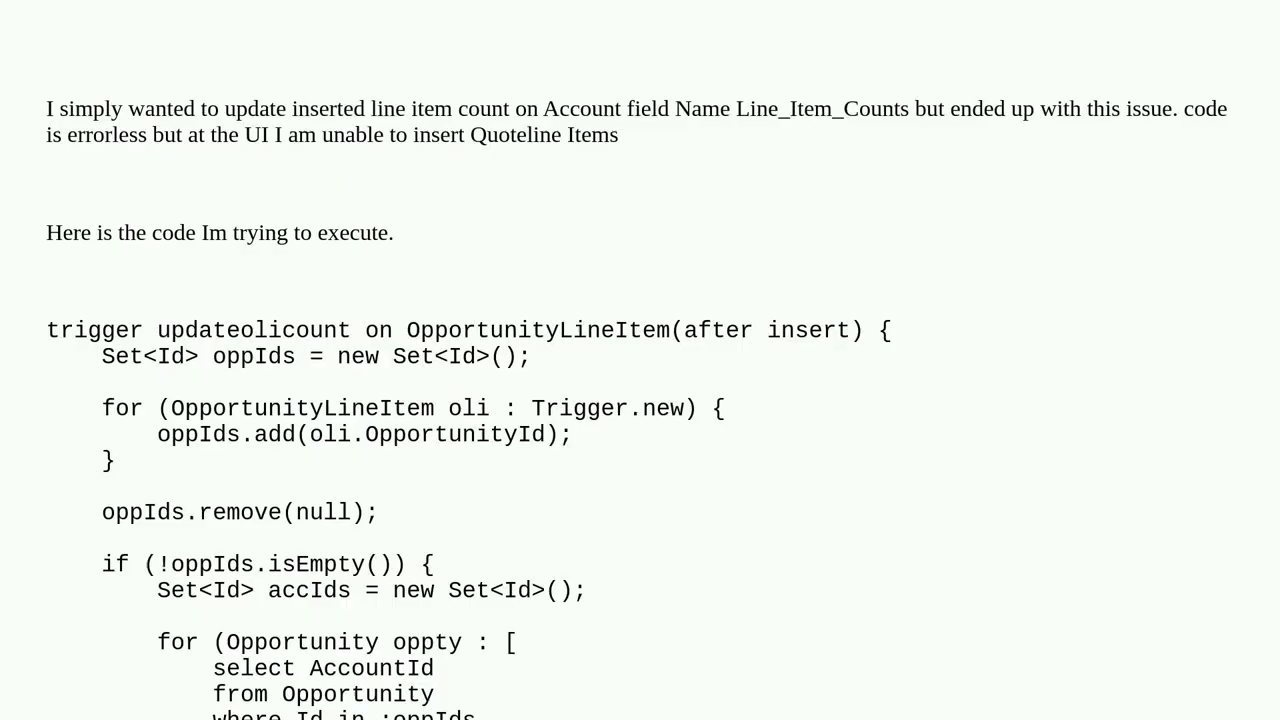 I simply wanted to update inserted line item count on Account field Name Line_Item_Counts but ended up with this issue. code
is errorless but at the UI I am unable to insert Quoteline Items
Here is the code Im trying to execute.
trigger updateolicount on OpportunityLineItem(after insert) {
    Set<Id> oppIds = new Set<Id>();
    for (OpportunityLineItem oli : Trigger.new) {
        oppIds.add(oli.OpportunityId);
    }
    oppIds.remove(null);
    if (!oppIds.isEmpty()) {
        Set<Id> accIds = new Set<Id>();
        for (Opportunity oppty : [
            select AccountId
            from Opportunity
            where Id in :oppIds